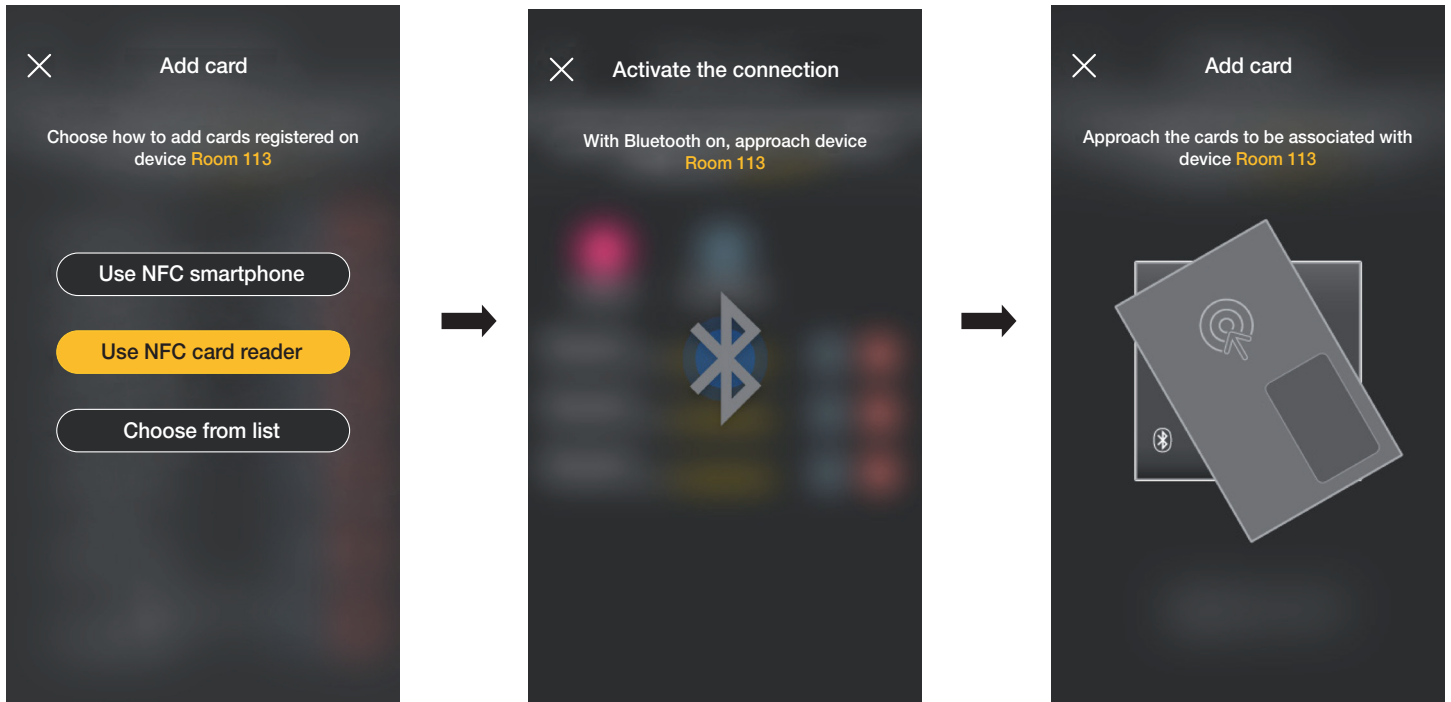 Add card
Choose how to add cards registered on
device Room 113
Use NFC smartphone
Use NFC card reader
Choose from list
Activate the connection
With Bluetooth on, approach device
Room 113
Add card
Approach the cards to be associated with
device Room 113